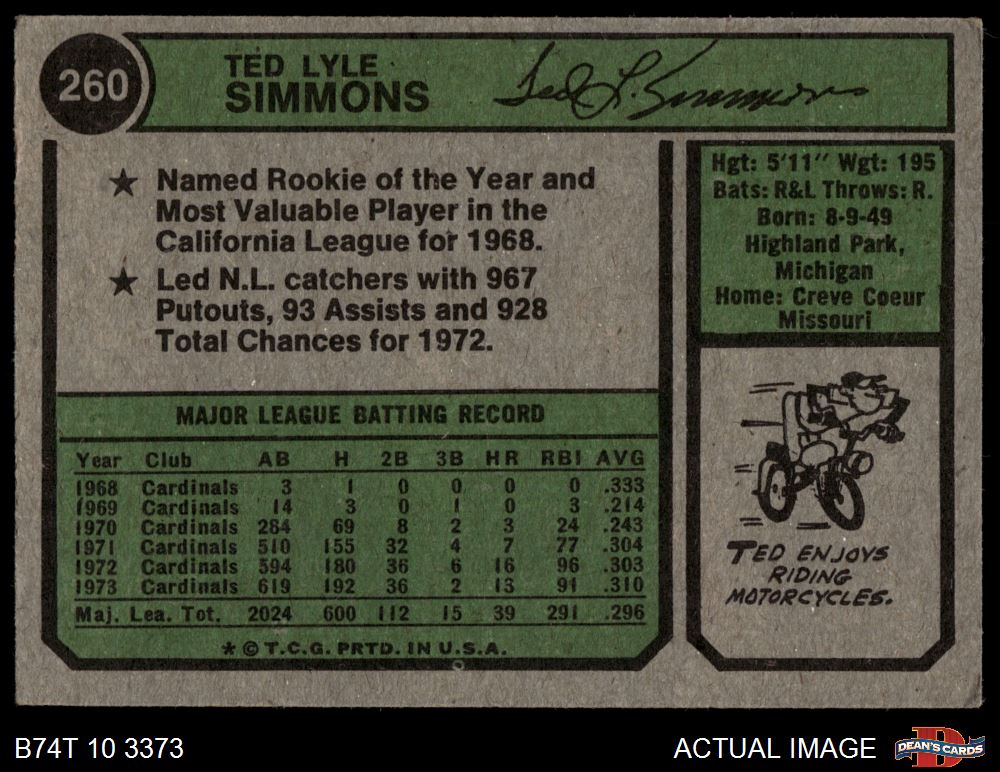 260
TED LYLE
SIMMONS
Ted L. Simmons
★ Named Rookie of the Year and
Most Valuable Player in the
California League for 1968.
★ Led N.L. catchers with 967
Putouts, 93 Assists and 928
Total Chances for 1972.
Hgt: 5'11" Wgt: 195
Bats: R&L Throws: R.
Born: 8-9-49
Highland Park,
Michigan
Home: Creve Coeur
Missouri
MAJOR LEAGUE BATTING RECORD
Year Club AB H 2B 3B HR RBI AVG
1968 Cardinals 3 1 0 0 0 0 .333
1969 Cardinals 14 3 0 1 0 3 .214
1970 Cardinals 284 69 8 2 3 24 .243
1971 Cardinals 510 155 32 4 7 77 .304
1972 Cardinals 594 180 36 6 16 96 .303
1973 Cardinals 619 192 36 2 13 91 .310
Maj. Lea. Tot. 2024 600 112 15 39 291 .296
* © T.C.G. PRTD. IN U.S.A.
TED ENJOYS
RIDING
MOTORCYCLES.
B74T 10 3373
ACTUAL IMAGE
D
DEAN'S CARDS